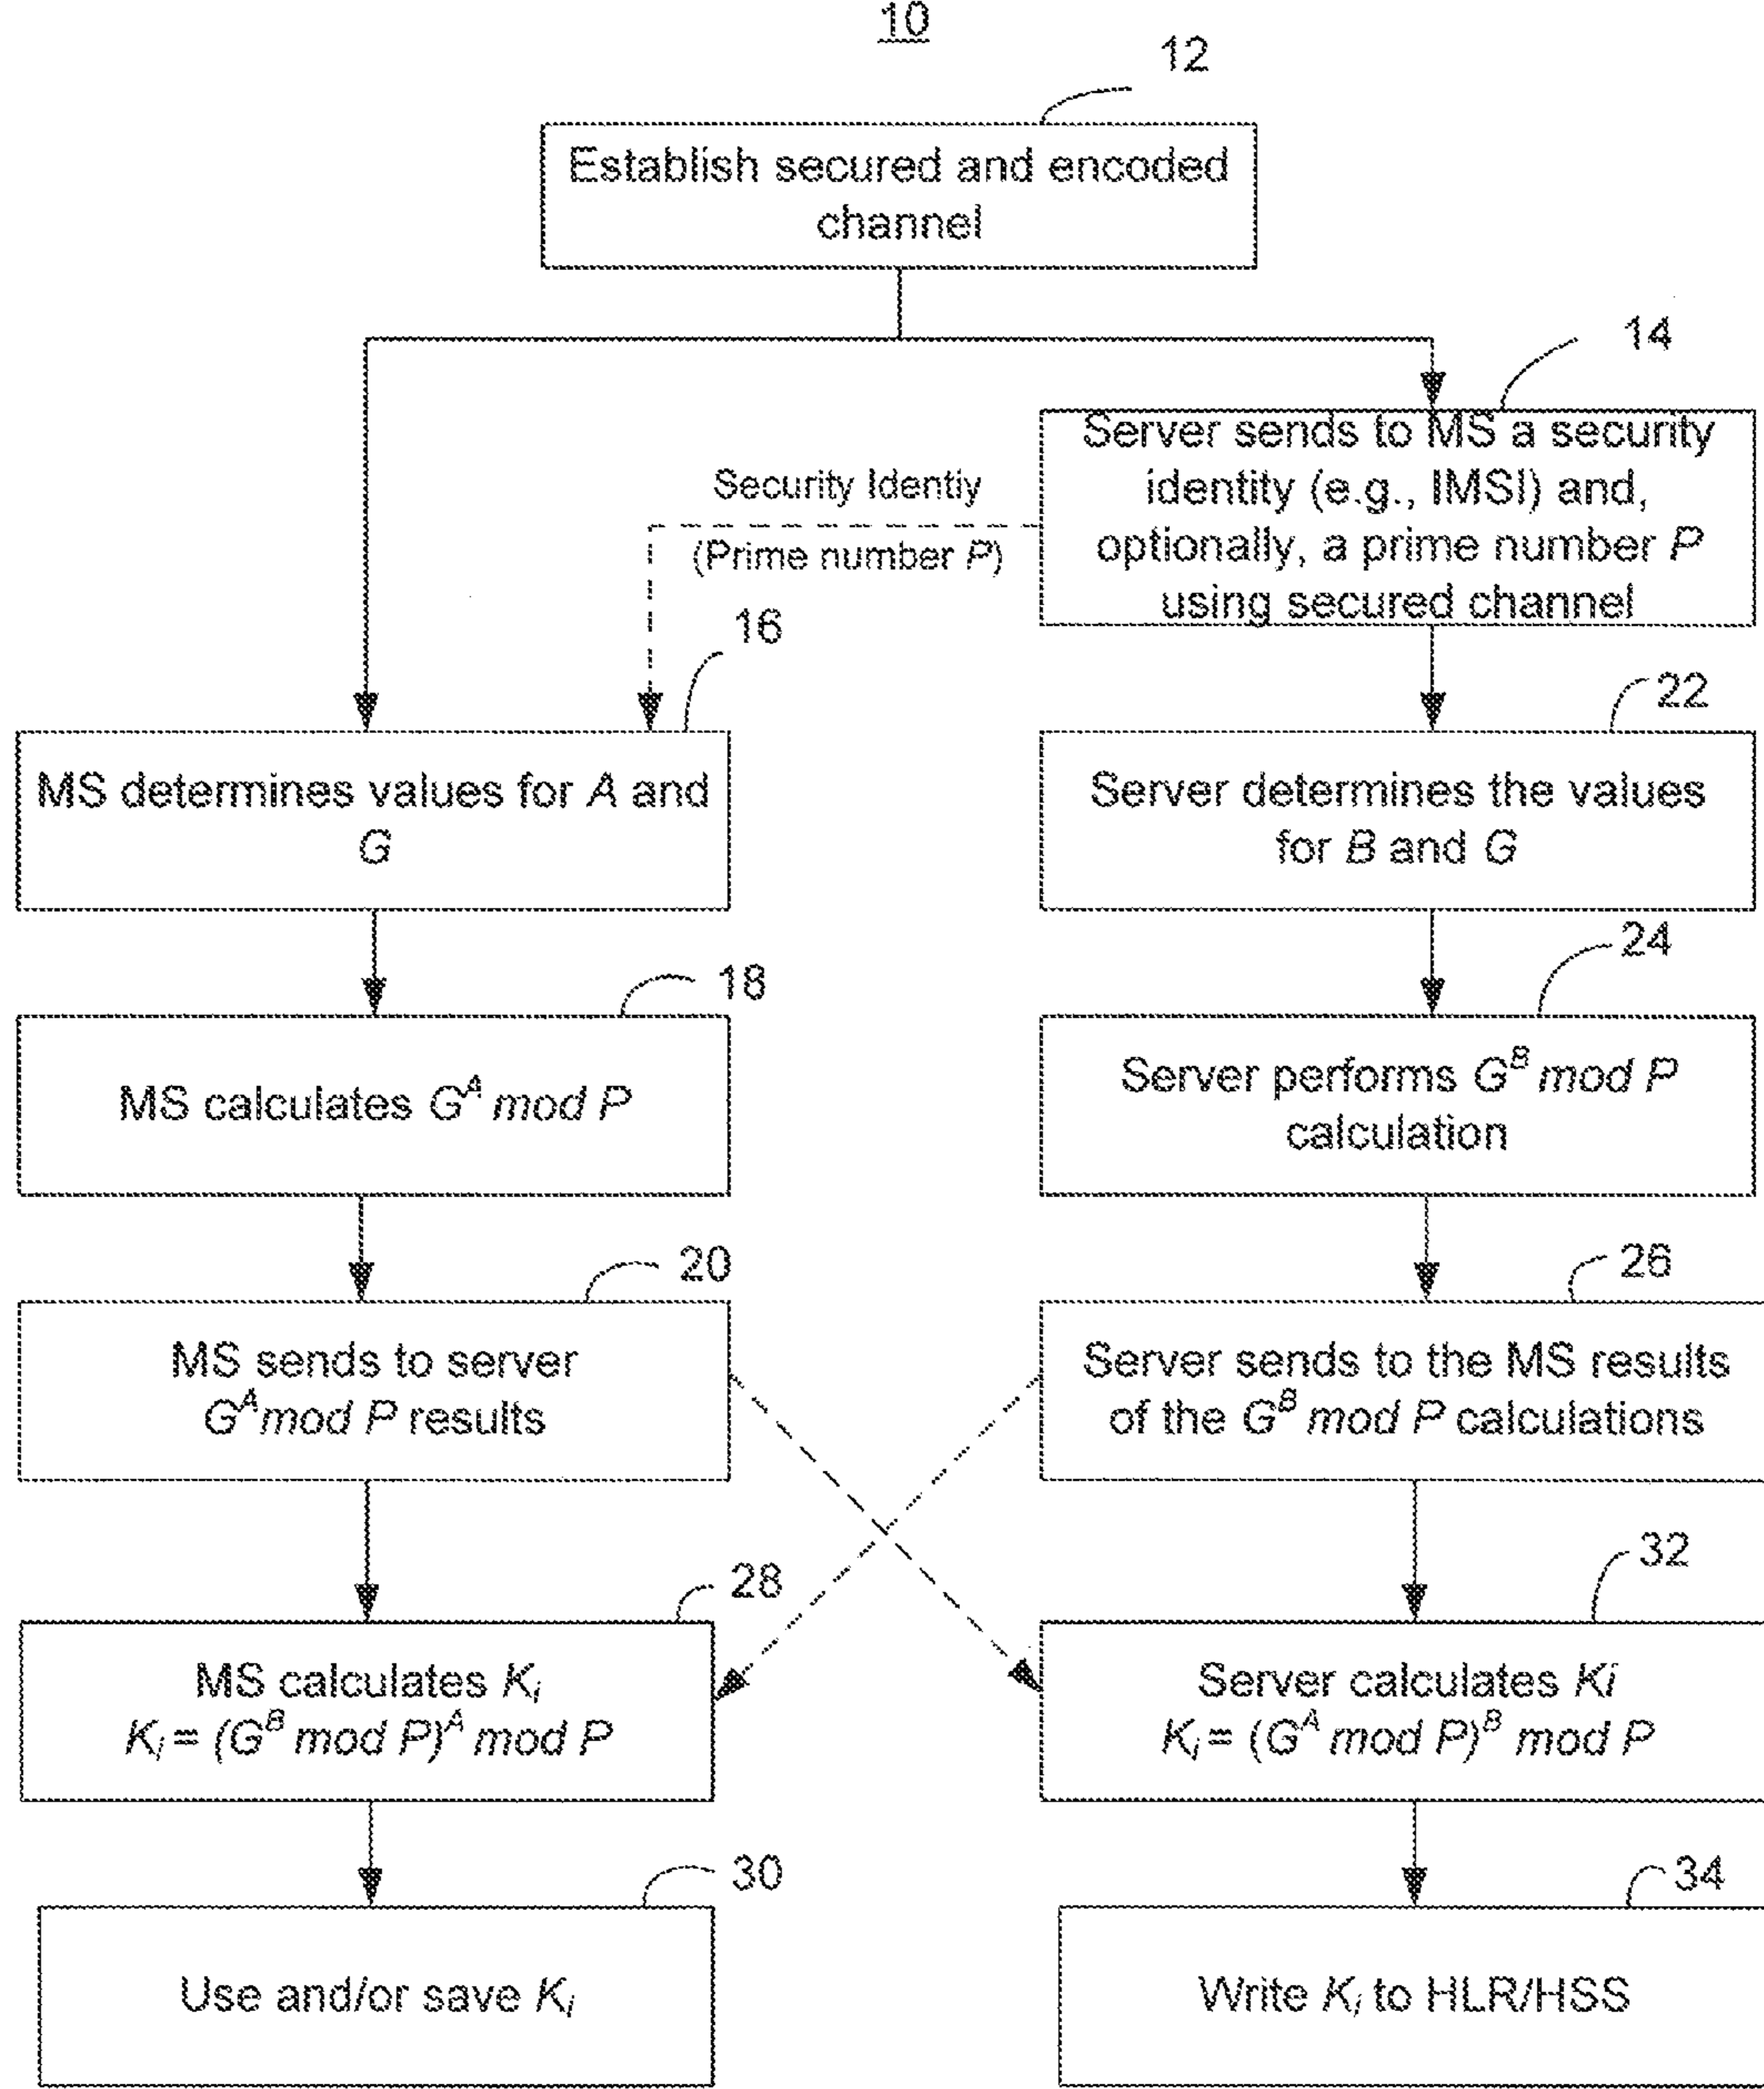 10
12
Establish secured and encoded
channel
14
Server sends to MS a security
identity (e.g., IMSI) and,
optionally, a prime number P
using secured channel
Security Identiy
(Prime number P)
16
MS determines values for A and
G
22
Server determines the values
for B and G
18
MS calculates G^A mod P
24
Server performs G^B mod P
calculation
20
MS sends to server
G^A mod P results
26
Server sends to the MS results
of the G^B mod P calculations
28
MS calculates K_i
K_i = (G^B mod P)^A mod P
32
Server calculates Ki
K_i = (G^A mod P)^B mod P
30
Use and/or save K_i
34
Write K_i to HLR/HSS